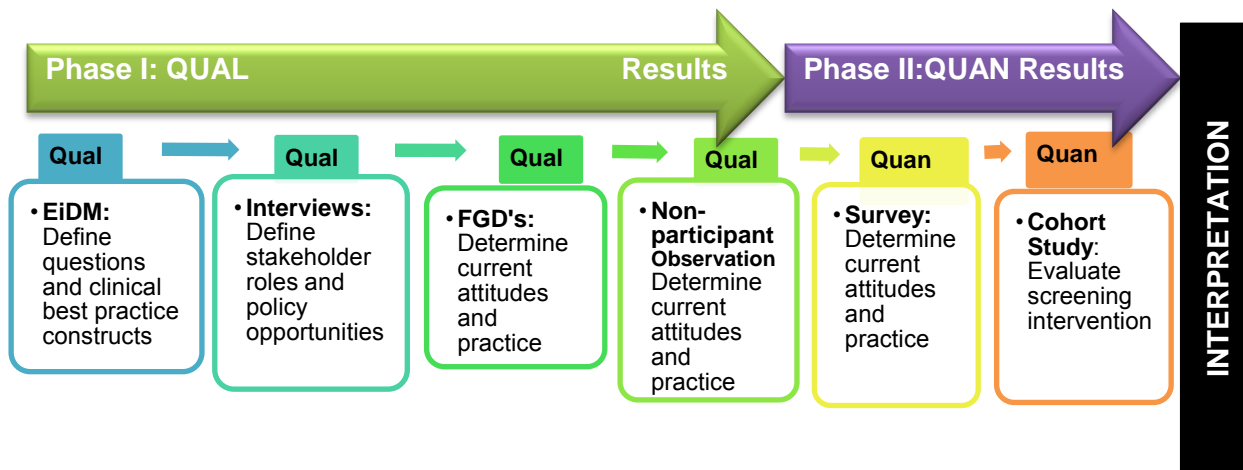 Phase I: QUAL Results
Phase II:QUAN Results
Qual
Qual
Qual
Qual
Quan
Quan
• EiDM:
Define
questions
and clinical
best practice
constructs
• Interviews:
Define
stakeholder
roles and
policy
opportunities
• FGD's:
Determine
current
attitudes
and
practice
• Non-
participant
Observation
Determine
current
attitudes
and
practice
• Survey:
Determine
current
attitudes
and
practice
• Cohort
Study:
Evaluate
screening
intervention
INTERPRETATION